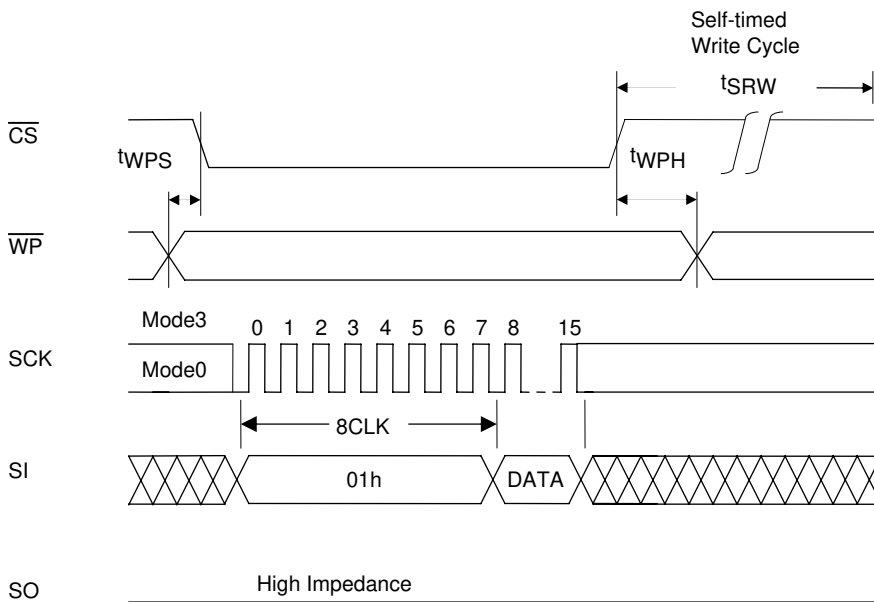 Self-timed
Write Cycle
tSRW
CS
tWPS
tWPH
WP
Mode3
0 1 2 3 4 5 6 7 8 15
SCK
Mode0
8CLK
SI
01h
DATA
High Impedance
SO